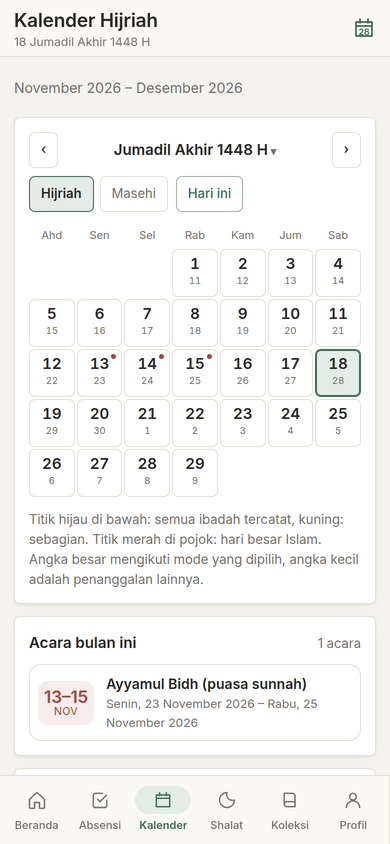 Kalender Hijriah
18 Jumadil Akhir 1448 H
28
November 2026 – Desember 2026
‹ Jumadil Akhir 1448 H ▾ ›
Hijriah Masehi Hari ini
Ahd Sen Sel Rab Kam Jum Sab
1 2 3 4
11 12 13 14
5 6 7 8 9 10 11
15 16 17 18 19 20 21
12 13 14 15 16 17 18
22 23 24 25 26 27 28
19 20 21 22 23 24 25
29 30 1 2 3 4 5
26 27 28 29
6 7 8 9
Titik hijau di bawah: semua ibadah tercatat, kuning:
sebagian. Titik merah di pojok: hari besar Islam.
Angka besar mengikuti mode yang dipilih, angka kecil
adalah penanggalan lainnya.
Acara bulan ini 1 acara
13–15
NOV
Ayyamul Bidh (puasa sunnah)
Senin, 23 November 2026 – Rabu, 25
November 2026
Beranda Absensi Kalender Shalat Koleksi Profil